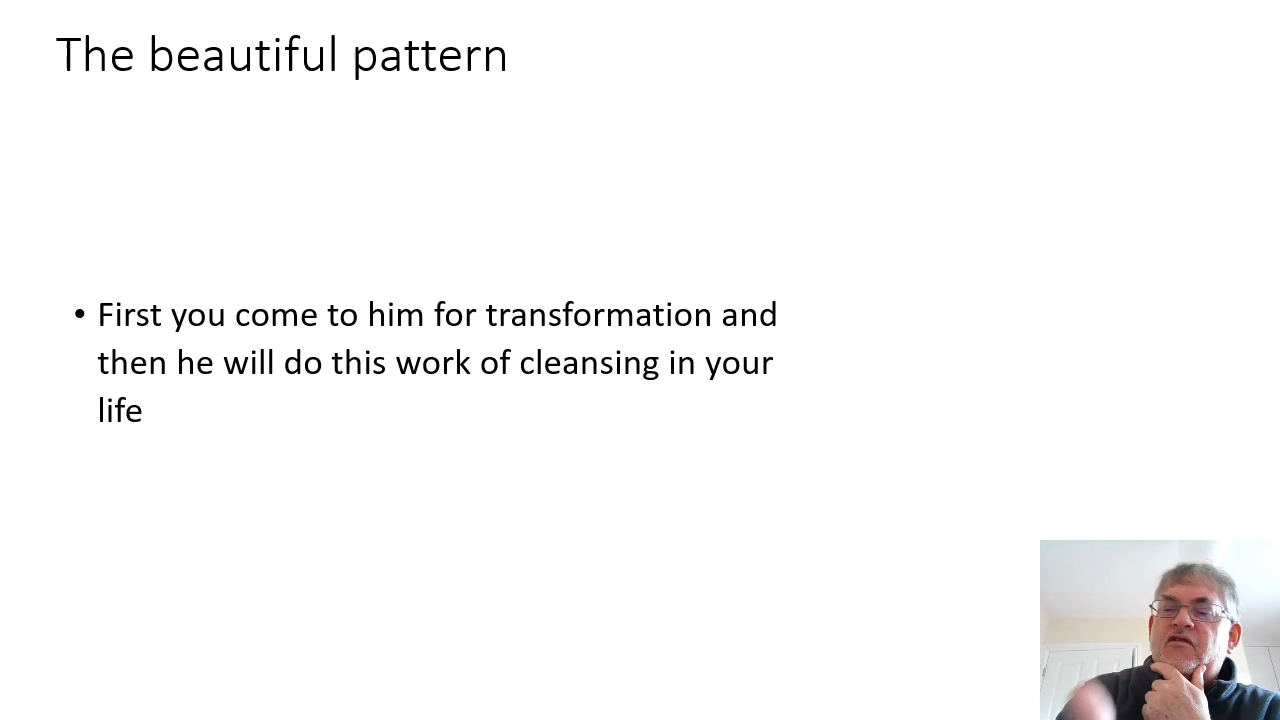 The beautiful pattern
• First you come to him for transformation and
then he will do this work of cleansing in your
life